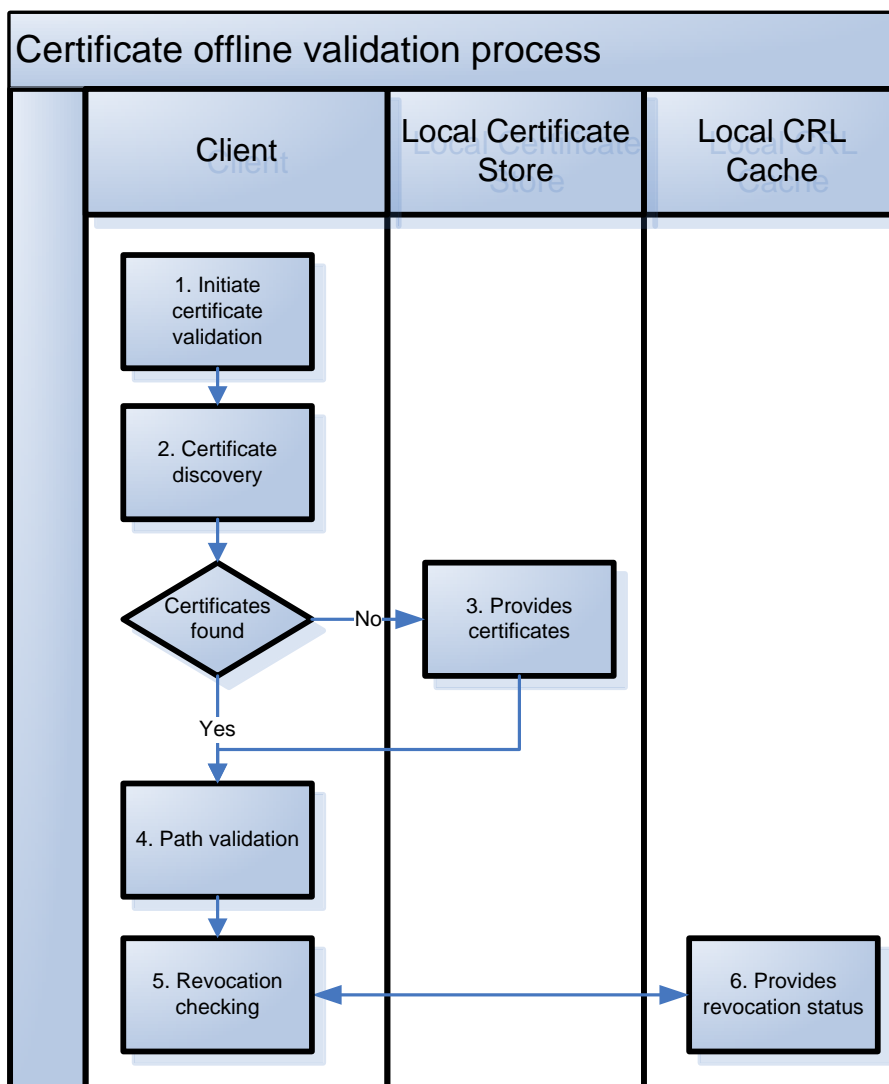 Certificate offline validation process
Client
Local Certificate
Store
Local CRL
Cache
1. Initiate
certificate
validation
2. Certificate
discovery
Certificates
found
No
3. Provides
certificates
Yes
4. Path validation
5. Revocation
checking
6. Provides
revocation status